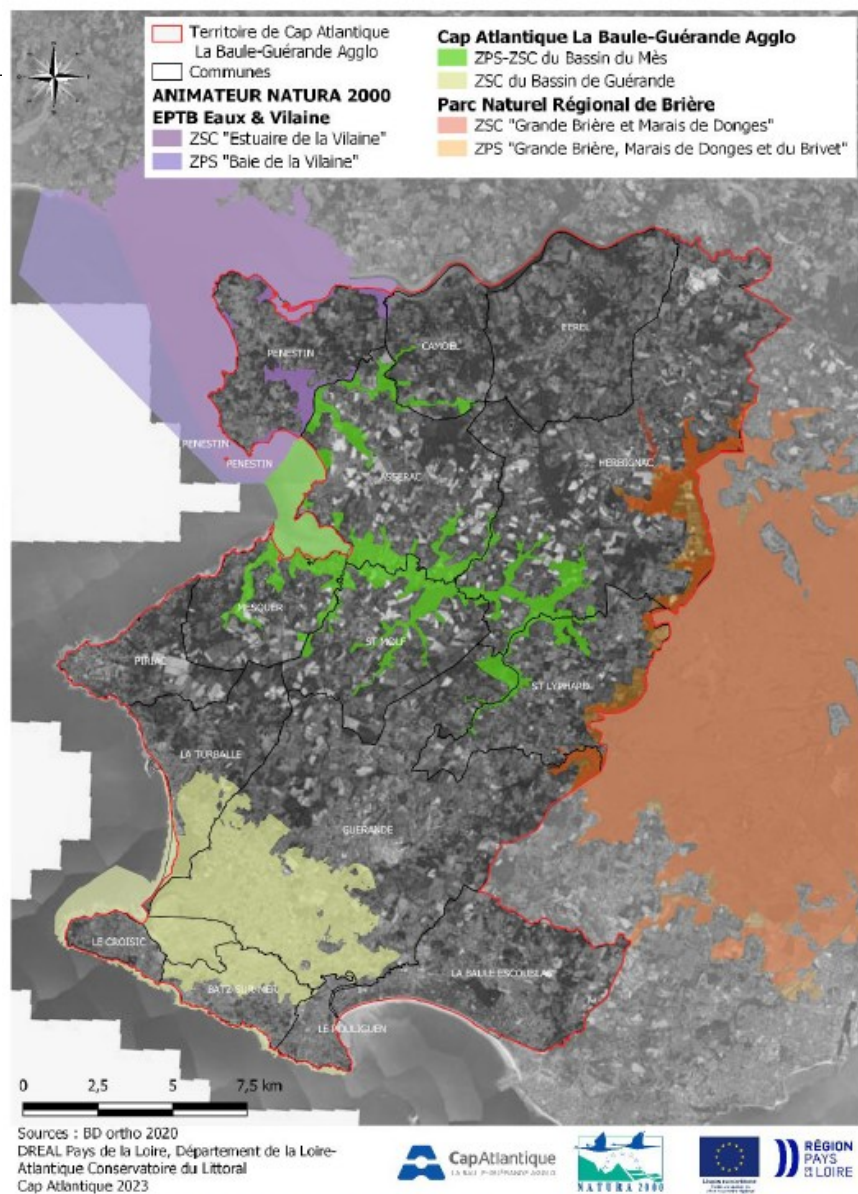 Territoire de Cap Atlantique
La Baule-Guérande Agglo
Communes
ANIMATEUR NATURA 2000
EPTB Eaux & Vilaine
ZSC "Estuaire de la Vilaine"
ZPS "Baie de la Vilaine"
Cap Atlantique La Baule-Guérande Agglo
ZPS-ZSC du Bassin du Mès
ZSC du Bassin de Guérande
Parc Naturel Régional de Brière
ZSC "Grande Brière et Marais de Donges"
ZPS "Grande Brière, Marais de Donges et du Brivet"
PENESTIN
CAMOEL
FEREL
PENESTIN
PENESTIN
ASSERAC
HERBIGNAC
MESQUER
ST MOLF
PIRIAC
ST LYPHARD
LA TURBALLE
GUERANDE
LE CROISIC
BATZ-SUR-MER
LA BAULE ESCOUBLAC
LE POULIGUEN
0 2,5 5 7,5 km
Sources : BD ortho 2020
DREAL Pays de la Loire, Département de la Loire-
Atlantique Conservatoire du Littoral
Cap Atlantique 2023
CapAtlantique
LA BAULE-GUÉRANDE AGGLO
NATURA 2000
RÉGION
PAYS
DE LA
LOIRE